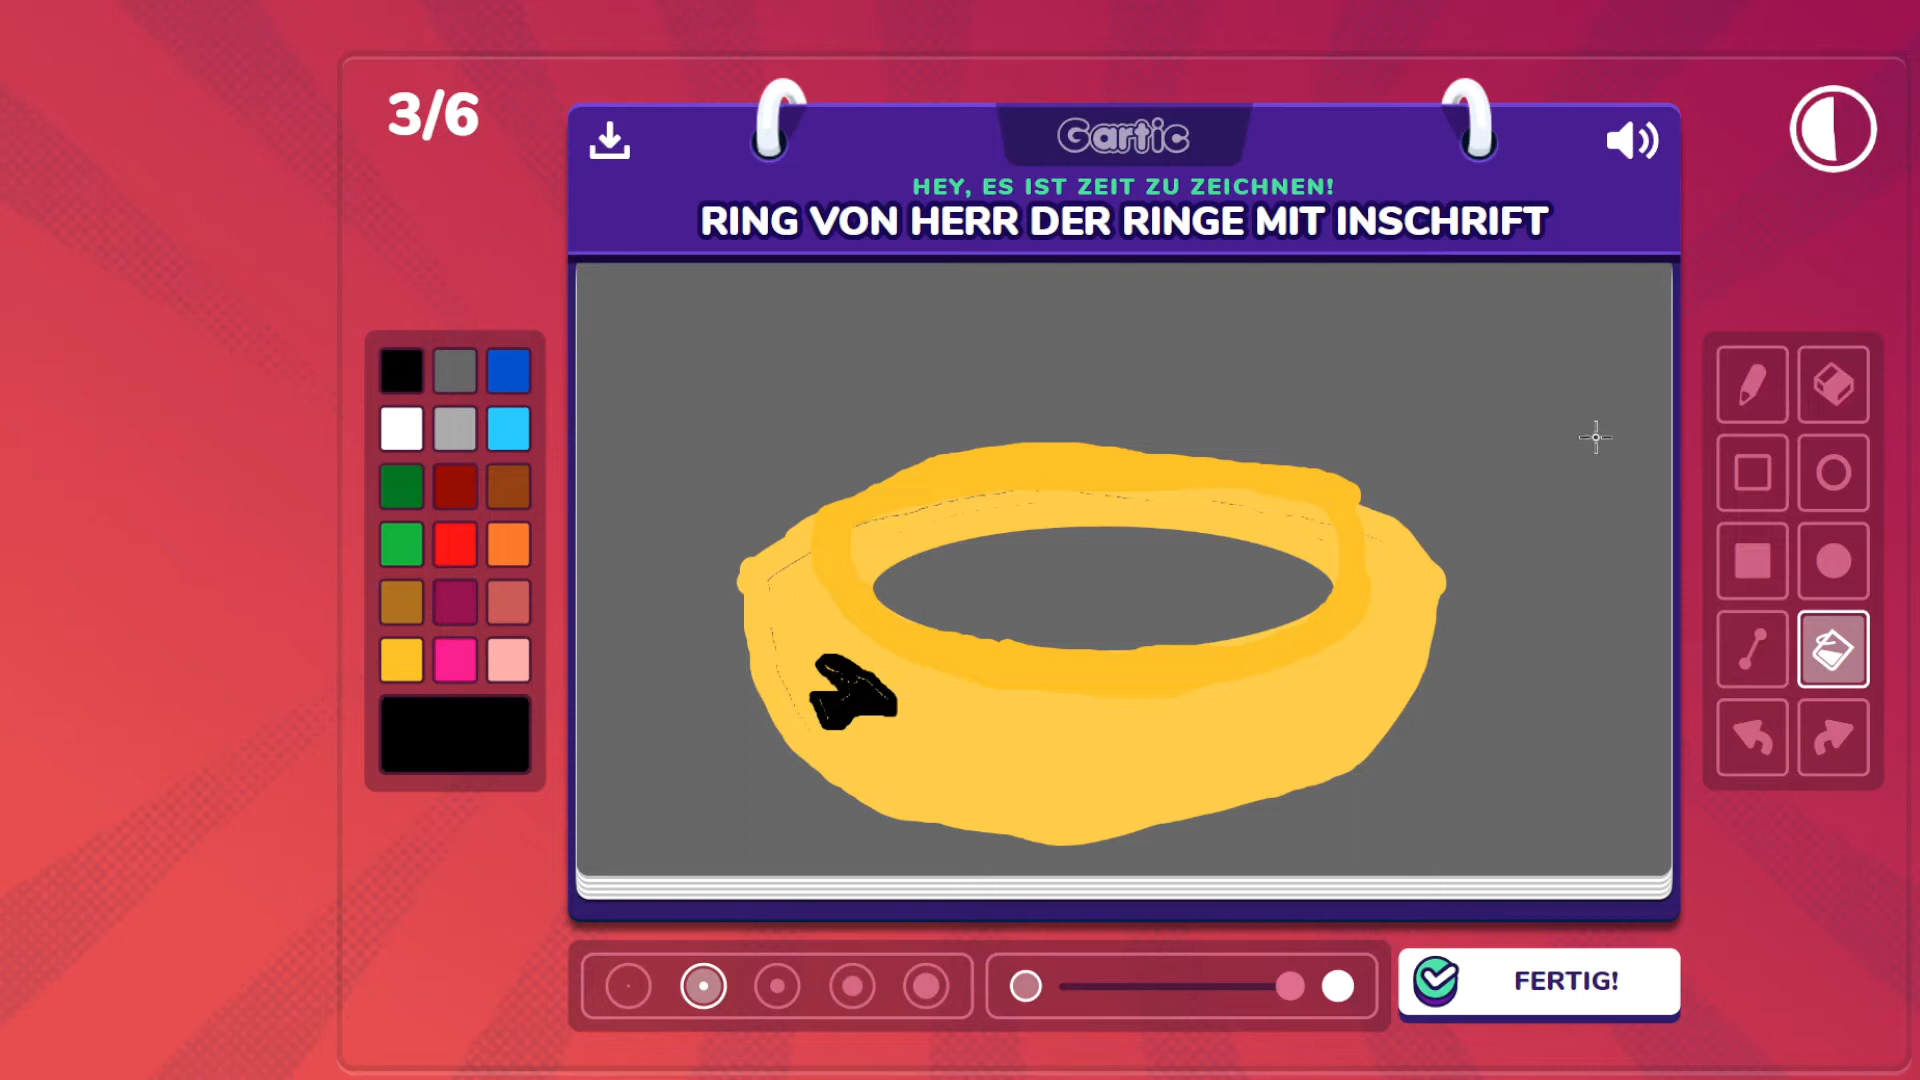 3/6
Gartic
HEY, ES IST ZEIT ZU ZEICHNEN!
RING VON HERR DER RINGE MIT INSCHRIFT
FERTIG!